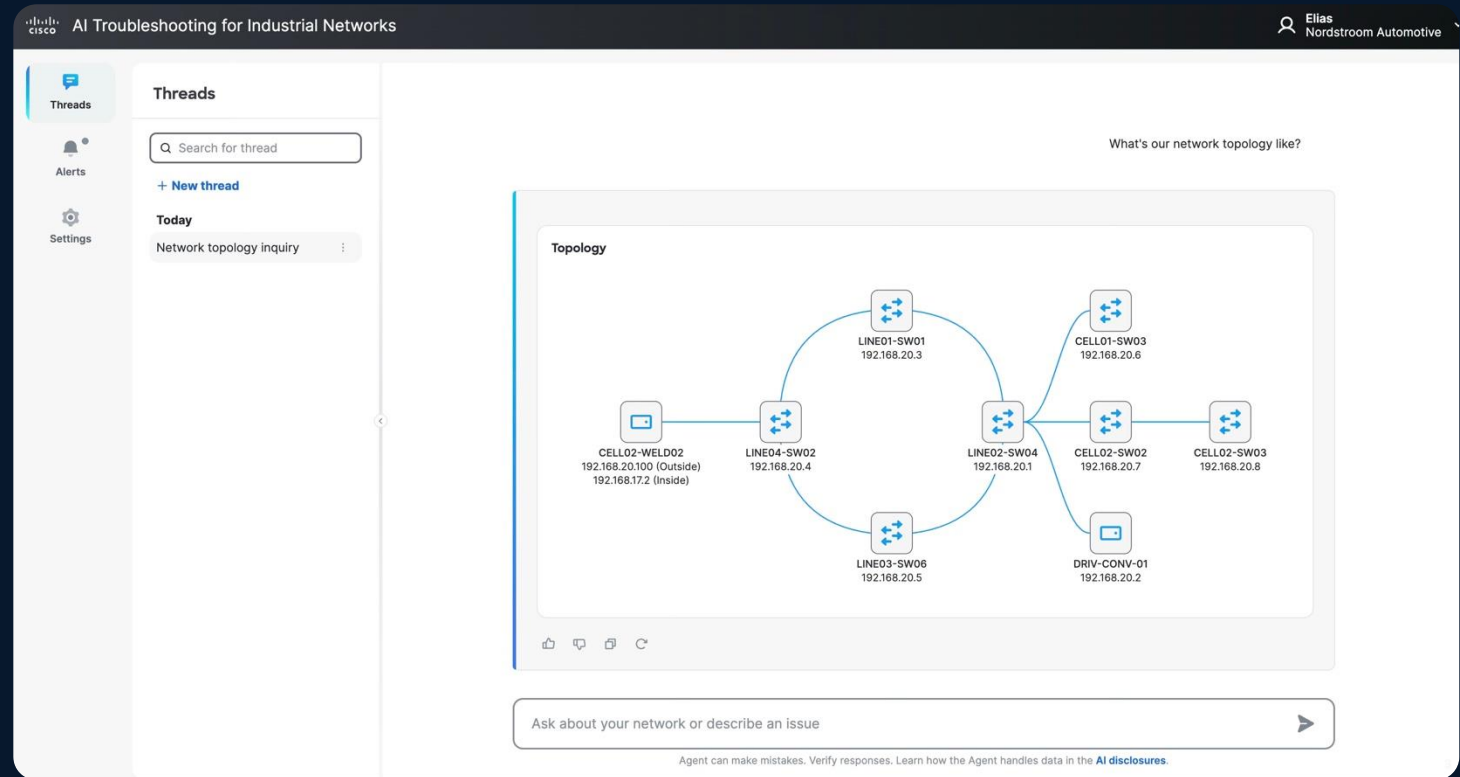 CISCO AI Troubleshooting for Industrial Networks
Elias
Nordstroom Automotive
Threads
Alerts
Settings
Threads
Search for thread
+ New thread
Today
Network topology inquiry
What's our network topology like?
Topology
LINE01-SW01
192.168.20.3
CELL01-SW03
192.168.20.6
CELL02-WELD02
192.168.20.100 (Outside)
192.168.17.2 (Inside)
LINE04-SW02
192.168.20.4
LINE02-SW04
192.168.20.1
CELL02-SW02
192.168.20.7
CELL02-SW03
192.168.20.8
LINE03-SW06
192.168.20.5
DRIV-CONV-01
192.168.20.2
Ask about your network or describe an issue
Agent can make mistakes. Verify responses. Learn how the Agent handles data in the AI disclosures.